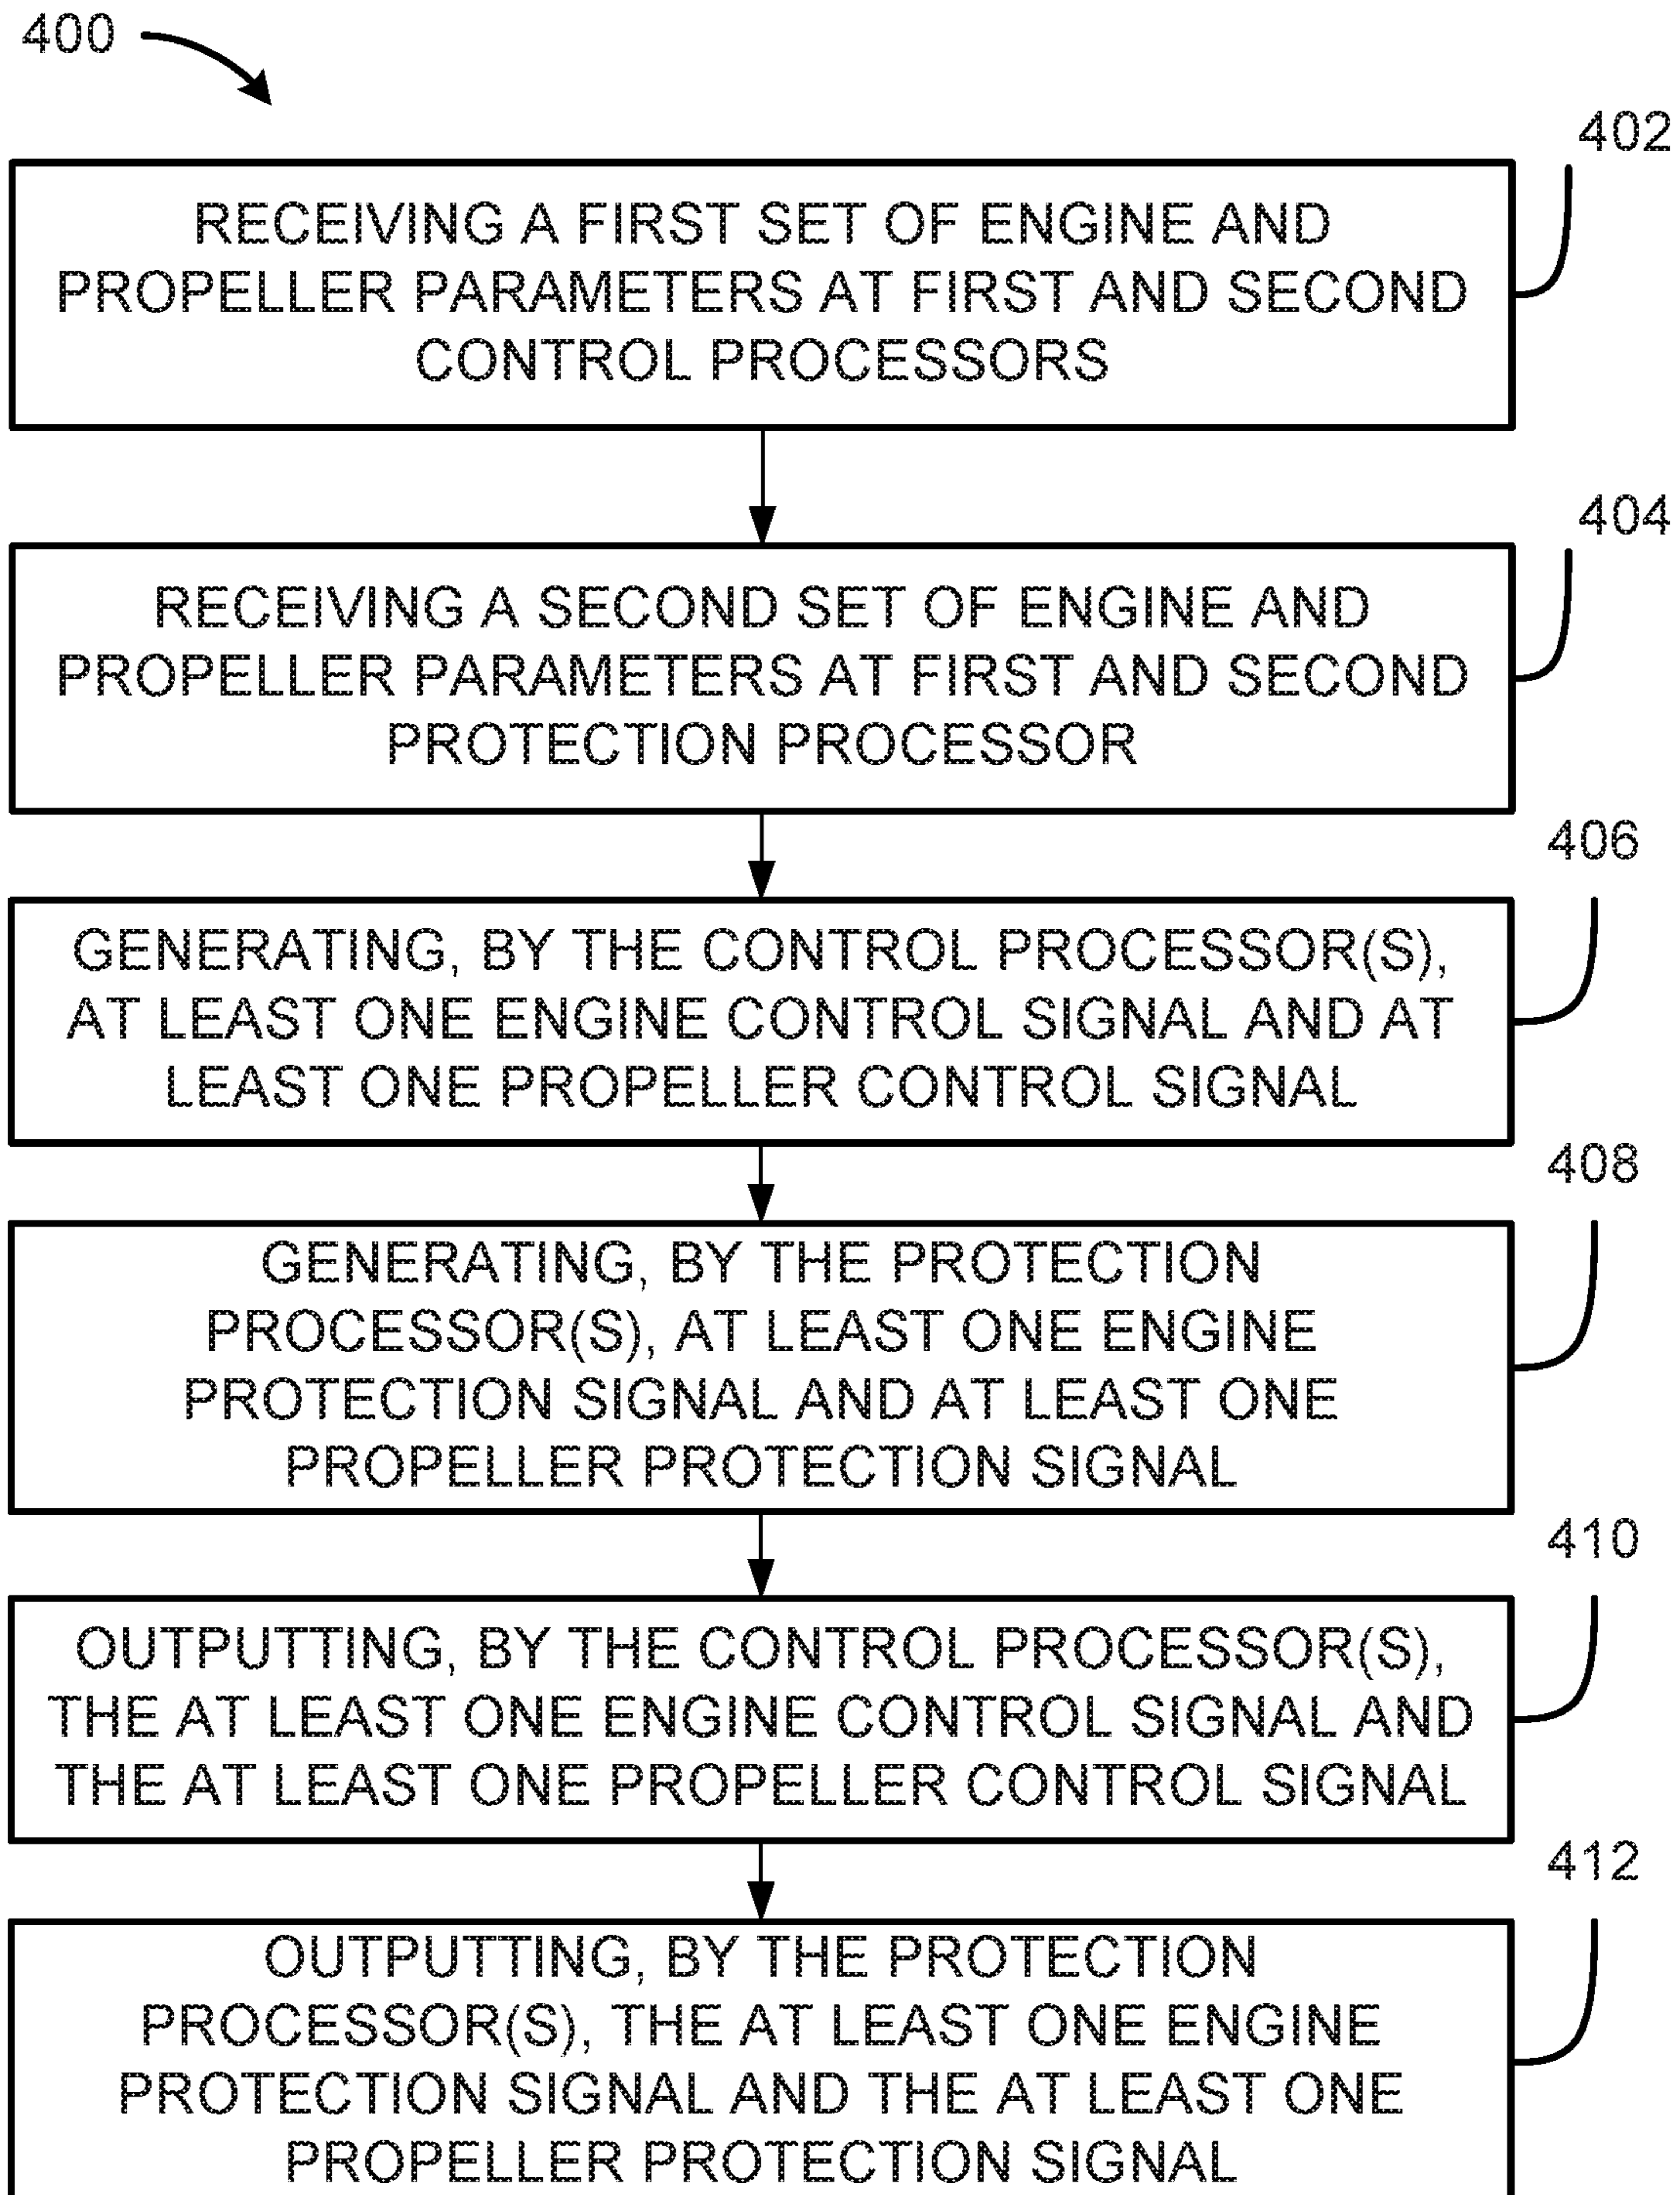 400
402
RECEIVING A FIRST SET OF ENGINE AND
PROPELLER PARAMETERS AT FIRST AND SECOND
CONTROL PROCESSORS
404
RECEIVING A SECOND SET OF ENGINE AND
PROPELLER PARAMETERS AT FIRST AND SECOND
PROTECTION PROCESSOR
406
GENERATING, BY THE CONTROL PROCESSOR(S),
AT LEAST ONE ENGINE CONTROL SIGNAL AND AT
LEAST ONE PROPELLER CONTROL SIGNAL
408
GENERATING, BY THE PROTECTION
PROCESSOR(S), AT LEAST ONE ENGINE
PROTECTION SIGNAL AND AT LEAST ONE
PROPELLER PROTECTION SIGNAL
410
OUTPUTTING, BY THE CONTROL PROCESSOR(S),
THE AT LEAST ONE ENGINE CONTROL SIGNAL AND
THE AT LEAST ONE PROPELLER CONTROL SIGNAL
412
OUTPUTTING, BY THE PROTECTION
PROCESSOR(S), THE AT LEAST ONE ENGINE
PROTECTION SIGNAL AND THE AT LEAST ONE
PROPELLER PROTECTION SIGNAL